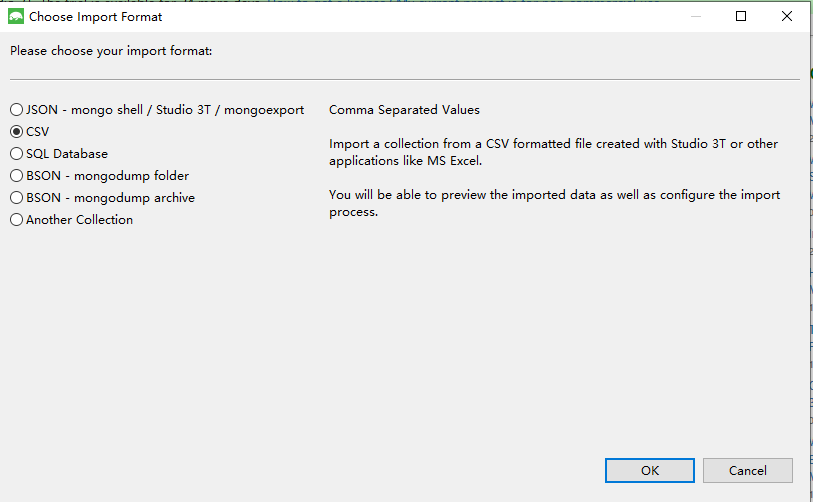 Choose Import Format
Please choose your import format:
JSON - mongo shell / Studio 3T / mongoexport
CSV
SQL Database
BSON - mongodump folder
BSON - mongodump archive
Another Collection
Comma Separated Values
Import a collection from a CSV formatted file created with Studio 3T or other
applications like MS Excel.
You will be able to preview the imported data as well as configure the import
process.
OK
Cancel